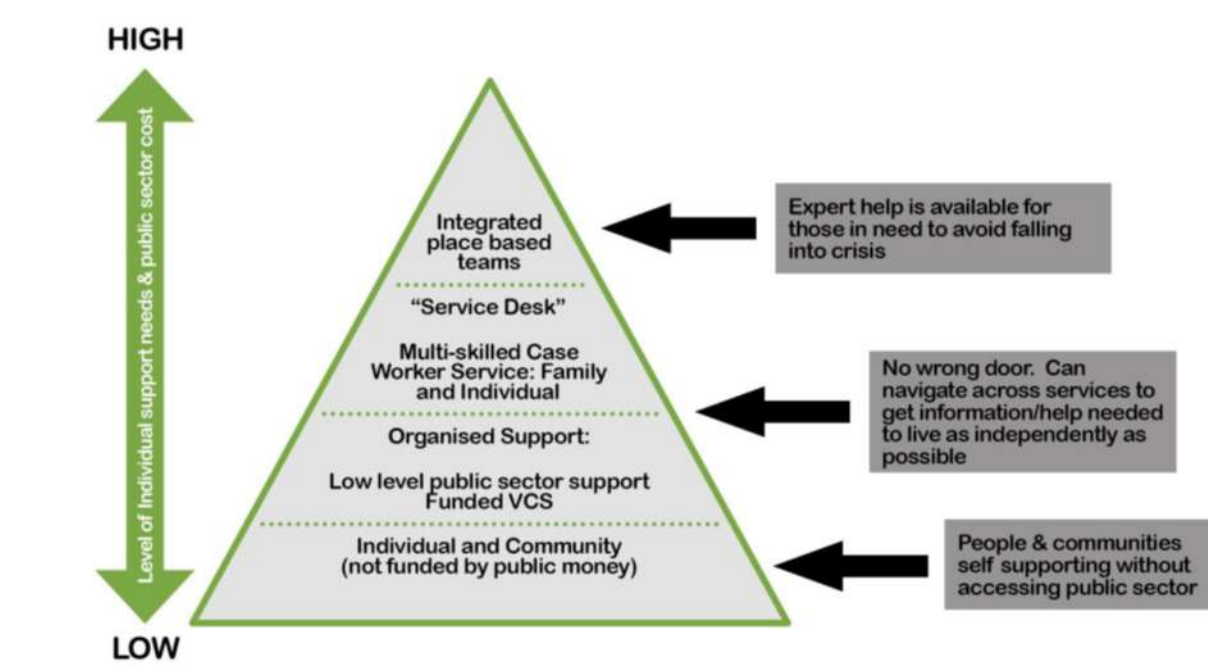 HIGH
Level of Individual support needs & public sector cost
LOW
Integrated
place based
teams
“Service Desk”
Multi-skilled Case
Worker Service: Family
and Individual
Organised Support:
Low level public sector support
Funded VCS
Individual and Community
(not funded by public money)
Expert help is available for
those in need to avoid falling
into crisis
No wrong door.  Can
navigate across services to
get information/help needed
to live as independently as
possible
People & communities
self supporting without
accessing public sector